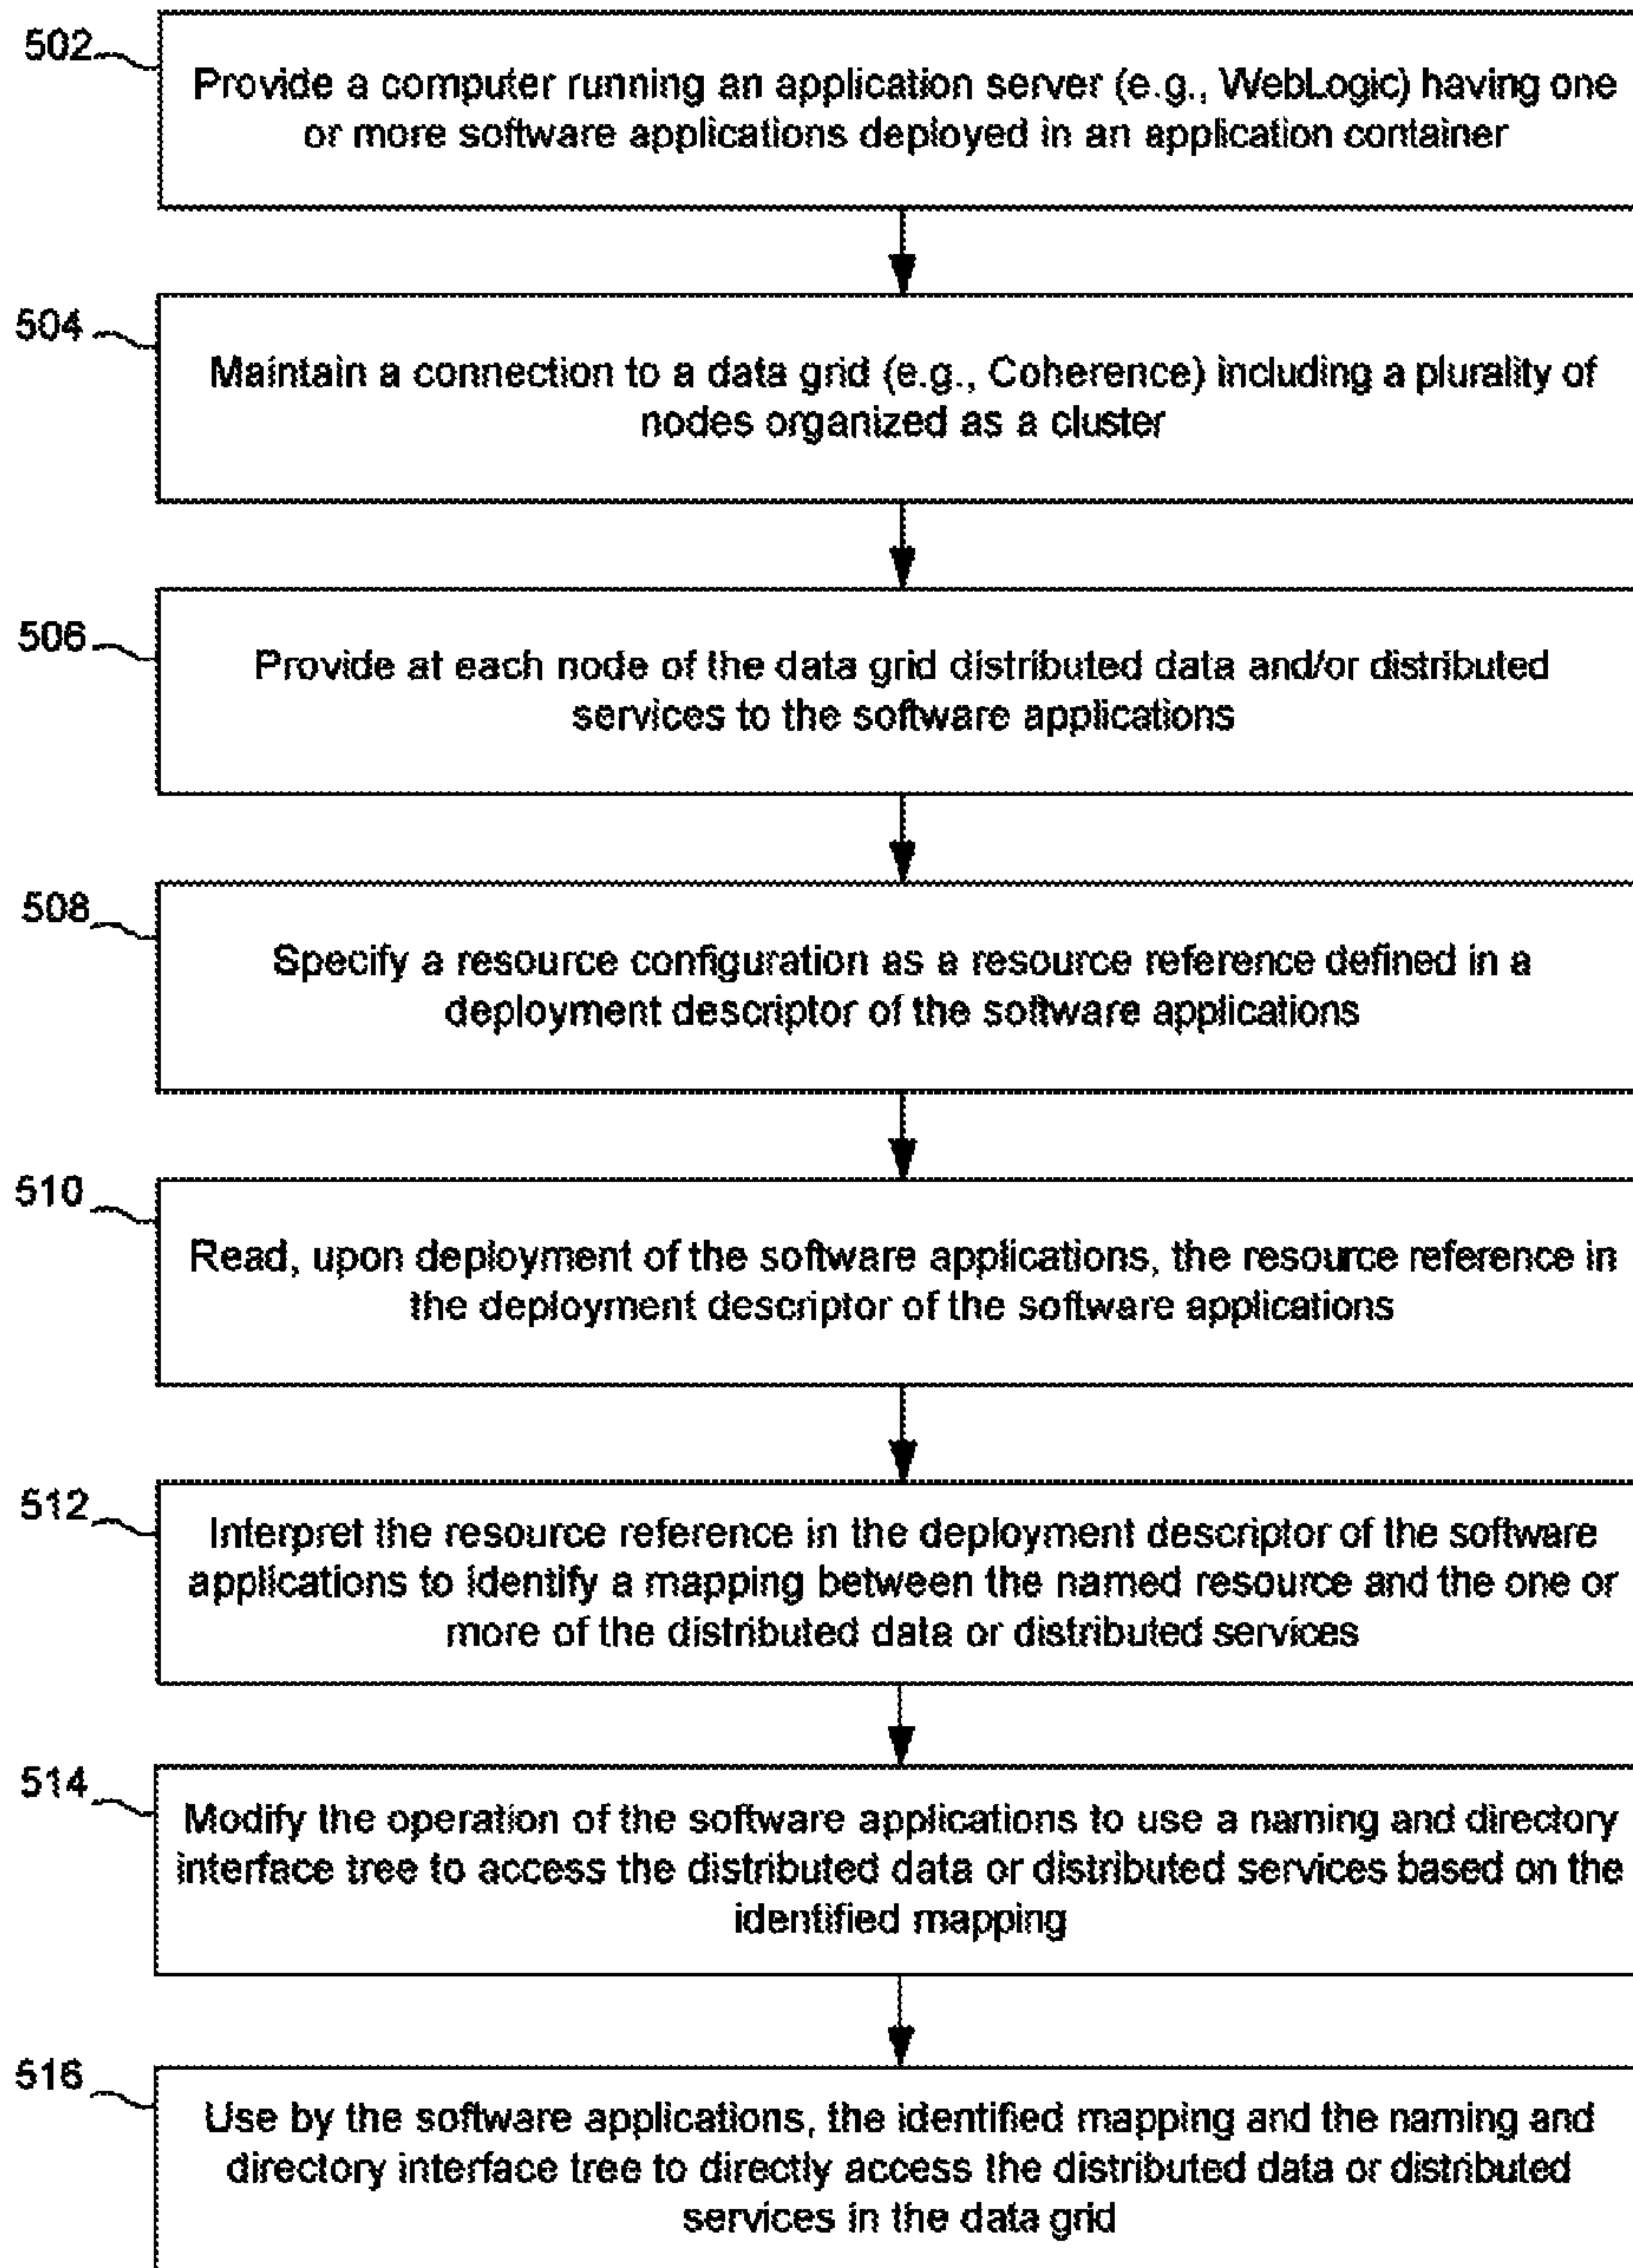 502
Provide a computer running an application server (e.g., WebLogic) having one
or more software applications deployed in an application container
504
Maintain a connection to a data grid (e.g., Coherence) including a plurality of
nodes organized as a cluster
506
Provide at each node of the data grid distributed data and/or distributed
services to the software applications
508
Specify a resource configuration as a resource reference defined in a
deployment descriptor of the software applications
510
Read, upon deployment of the software applications, the resource reference in
the deployment descriptor of the software applications
512
Interpret the resource reference in the deployment descriptor of the software
applications to identify a mapping between the named resource and the one or
more of the distributed data or distributed services
514
Modify the operation of the software applications to use a naming and directory
interface tree to access the distributed data or distributed services based on the
identified mapping
516
Use by the software applications, the identified mapping and the naming and
directory interface tree to directly access the distributed data or distributed
services in the data grid